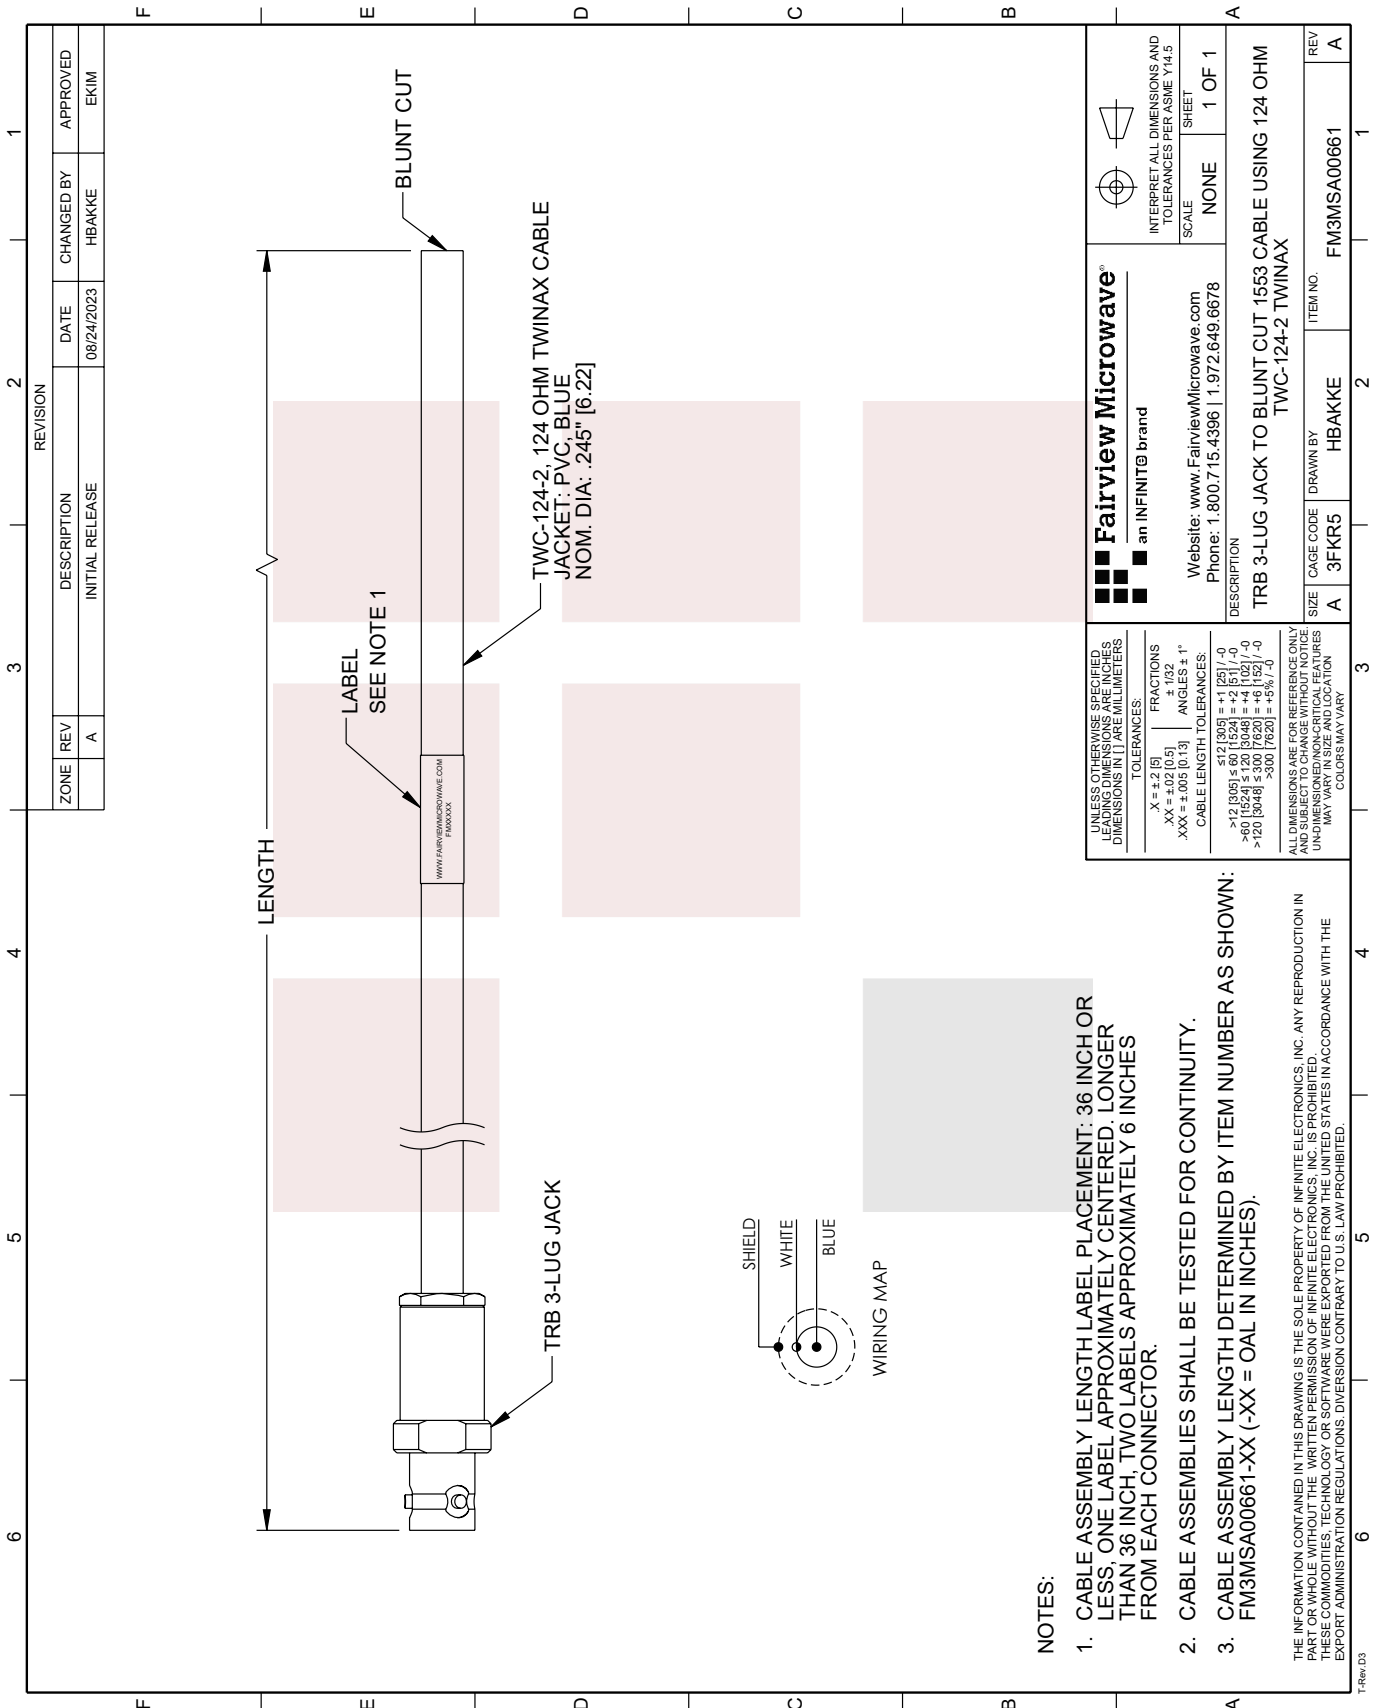 6
5
4
3
2
1
F
E
D
C
B
A
REVISION
ZONE
REV
DESCRIPTION
DATE
CHANGED BY
APPROVED
A
INITIAL RELEASE
08/24/2023
HBAKKE
EKIM
LENGTH
LABEL
SEE NOTE 1
BLUNT CUT
WWW.FAIRVIEWMICROWAVE.COM
FMXXXXX
TRB 3-LUG JACK
TWC-124-2, 124 OHM TWINAX CABLE
JACKET: PVC, BLUE
NOM. DIA: .245" [6.22]
SHIELD
WHITE
BLUE
WIRING MAP
NOTES:
1. CABLE ASSEMBLY LENGTH LABEL PLACEMENT: 36 INCH OR
LESS, ONE LABEL APPROXIMATELY CENTERED. LONGER
THAN 36 INCH, TWO LABELS APPROXIMATELY 6 INCHES
FROM EACH CONNECTOR.
2. CABLE ASSEMBLIES SHALL BE TESTED FOR CONTINUITY.
3. CABLE ASSEMBLY LENGTH DETERMINED BY ITEM NUMBER AS SHOWN:
FM3MSA00661-XX (-XX = OAL IN INCHES).
THE INFORMATION CONTAINED IN THIS DRAWING IS THE SOLE PROPERTY OF INFINITE ELECTRONICS, INC. ANY REPRODUCTION IN
PART OR WHOLE WITHOUT THE WRITTEN PERMISSION OF INFINITE ELECTRONICS, INC. IS PROHIBITED.
THESE COMMODITIES, TECHNOLOGY OR SOFTWARE WERE EXPORTED FROM THE UNITED STATES IN ACCORDANCE WITH THE
EXPORT ADMINISTRATION REGULATIONS. DIVERSION CONTRARY TO U.S. LAW PROHIBITED.
UNLESS OTHERWISE SPECIFIED
LEADING DIMENSIONS ARE INCHES
DIMENSIONS IN [ ] ARE MILLIMETERS
TOLERANCES:
.X = ± .2 [5]
.XX = ± .02 [0.5]
.XXX = ± .005 [0.13]
FRACTIONS
± 1/32
ANGLES ± 1°
CABLE LENGTH TOLERANCES:
≤12 [305] = +1 [25] / -0
>12 [305] ≤ 60 [1524] = +2 [51] / -0
>60 [1524] ≤ 120 [3048] = +4 [102] / -0
>120 [3048] ≤ 300 [7620] = +6 [152] / -0
>300 [7620] = +5% / -0
ALL DIMENSIONS ARE FOR REFERENCE ONLY
AND SUBJECT TO CHANGE WITHOUT NOTICE.
UN-DIMENSIONED/NON-CRITICAL FEATURES
MAY VARY IN SIZE AND LOCATION
COLORS MAY VARY
Fairview Microwave®
an INFINIT@ brand
Website: www.FairviewMicrowave.com
Phone: 1.800.715.4396 | 1.972.649.6678
INTERPRET ALL DIMENSIONS AND
TOLERANCES PER ASME Y14.5
SCALE
NONE
SHEET
1 OF 1
DESCRIPTION
TRB 3-LUG JACK TO BLUNT CUT 1553 CABLE USING 124 OHM
TWC-124-2 TWINAX
SIZE
A
CAGE CODE
3FKR5
DRAWN BY
HBAKKE
ITEM NO.
FM3MSA00661
REV
A
F
E
D
C
B
A
6
5
4
3
2
1
T-Rev.D3